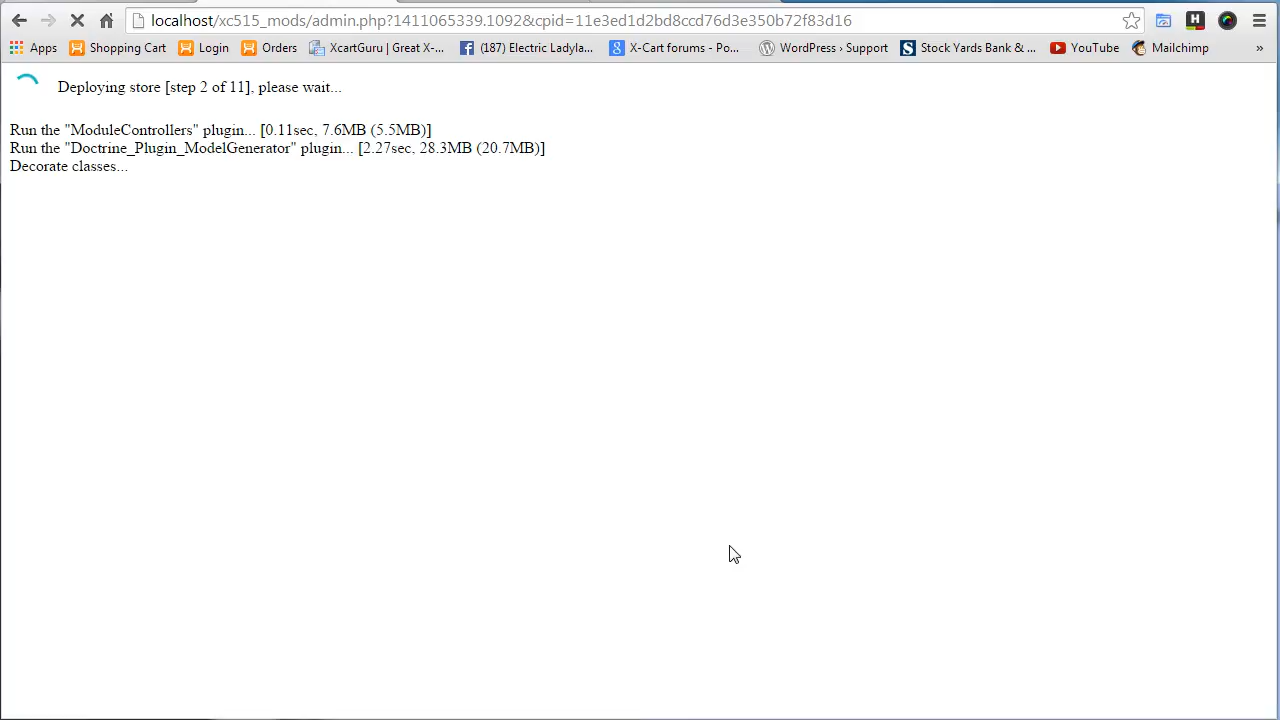 localhost/xc515_mods/admin.php?1411065339.1092&cpid=11e3ed1d2bd8ccd76d3e350b72f83d16
Apps Shopping Cart Login Orders XcartGuru | Great X-... (187) Electric Ladyla... X-Cart forums - Po... WordPress › Support Stock Yards Bank & ... YouTube Mailchimp »
Deploying store [step 2 of 11], please wait...
Run the "ModuleControllers" plugin... [0.11sec, 7.6MB (5.5MB)]
Run the "Doctrine_Plugin_ModelGenerator" plugin... [2.27sec, 28.3MB (20.7MB)]
Decorate classes...